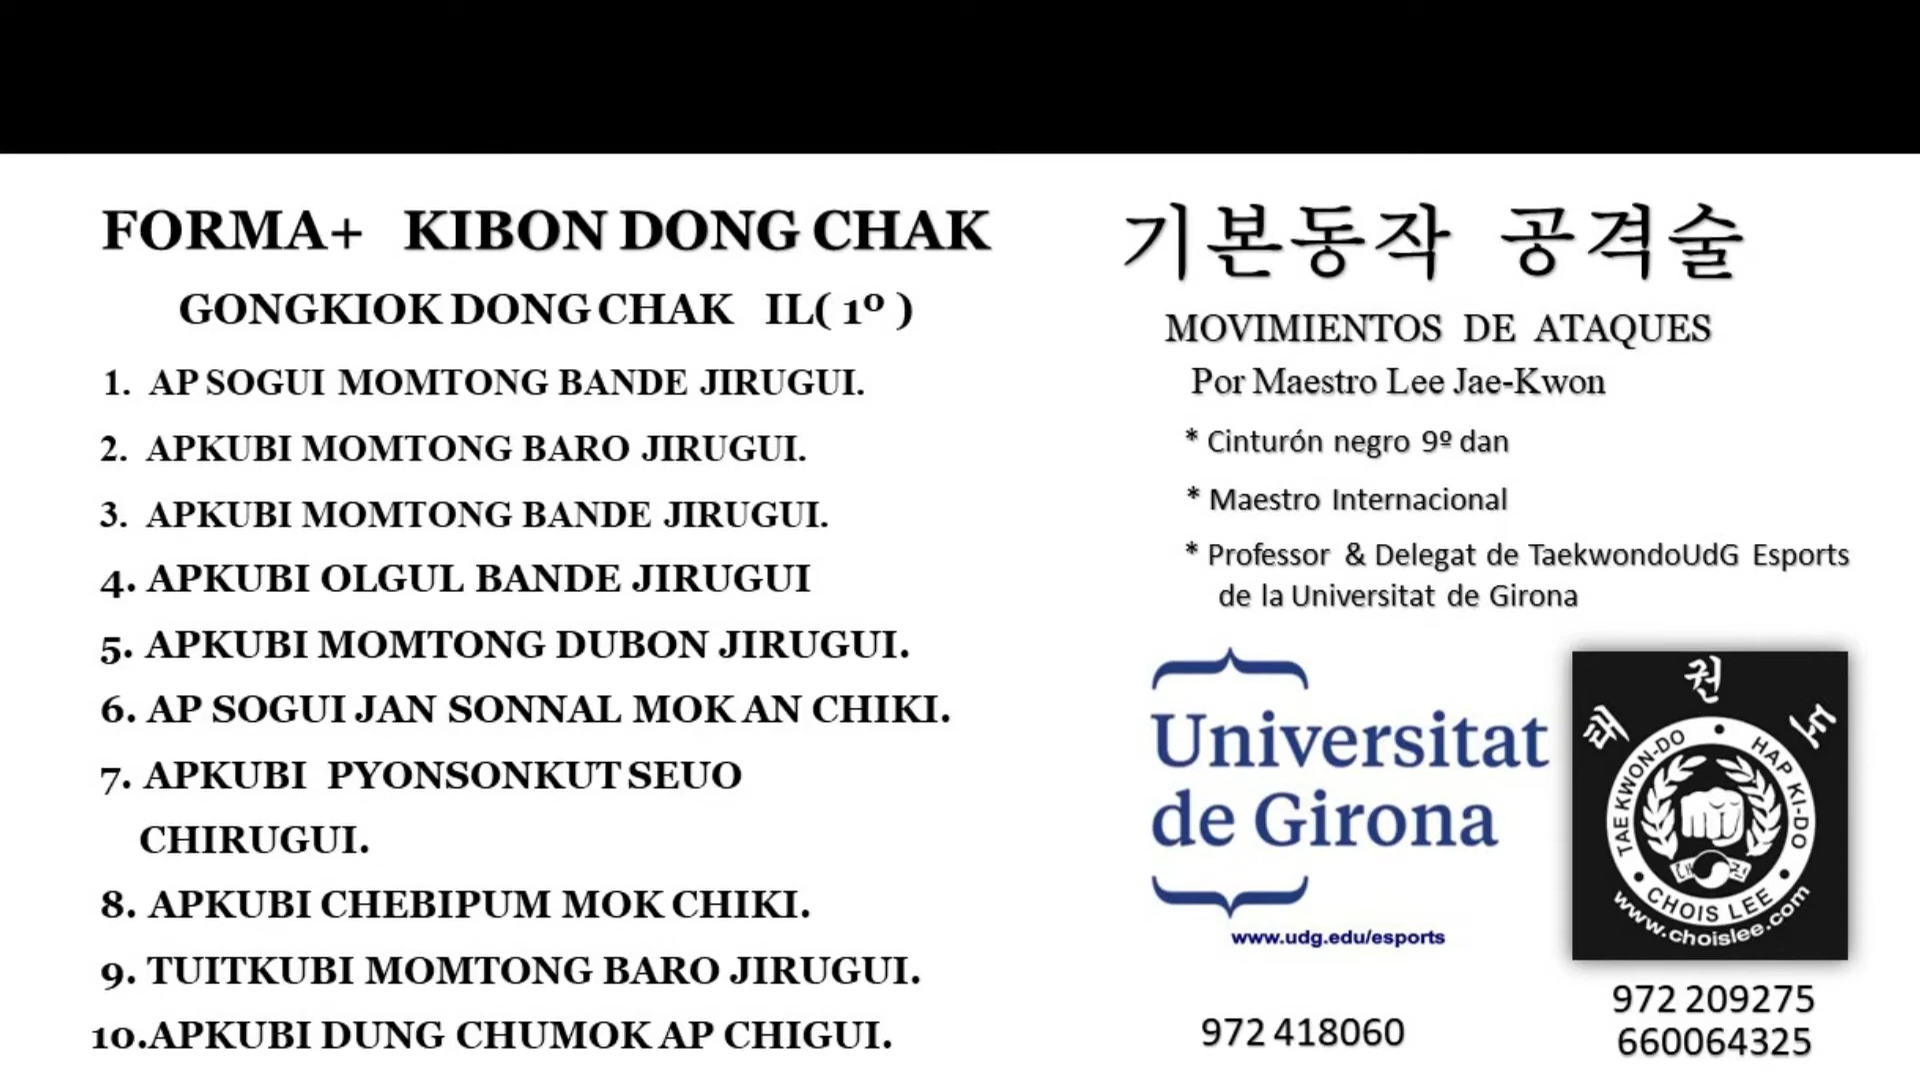 FORMA+ KIBON DONG CHAK
GONGKIOK DONG CHAK IL( 1º )
1. AP SOGUI MOMTONG BANDE JIRUGUI.
2. APKUBI MOMTONG BARO JIRUGUI.
3. APKUBI MOMTONG BANDE JIRUGUI.
4. APKUBI OLGUL BANDE JIRUGUI
5. APKUBI MOMTONG DUBON JIRUGUI.
6. AP SOGUI JAN SONNAL MOK AN CHIKI.
7. APKUBI PYONSONKUT SEUO
CHIRUGUI.
8. APKUBI CHEBIPUM MOK CHIKI.
9. TUITKUBI MOMTONG BARO JIRUGUI.
10.APKUBI DUNG CHUMOK AP CHIGUI.
기본동작 공격술
MOVIMIENTOS DE ATAQUES
Por Maestro Lee Jae-Kwon
* Cinturón negro 9º dan
* Maestro Internacional
* Professor & Delegat de TaekwondoUdG Esports
de la Universitat de Girona
Universitat
de Girona
www.udg.edu/esports
972 418060
태권도
TAE KWON-DO • HAP KI-DO
• CHOIS LEE •
www.choislee.com
972 209275
660064325